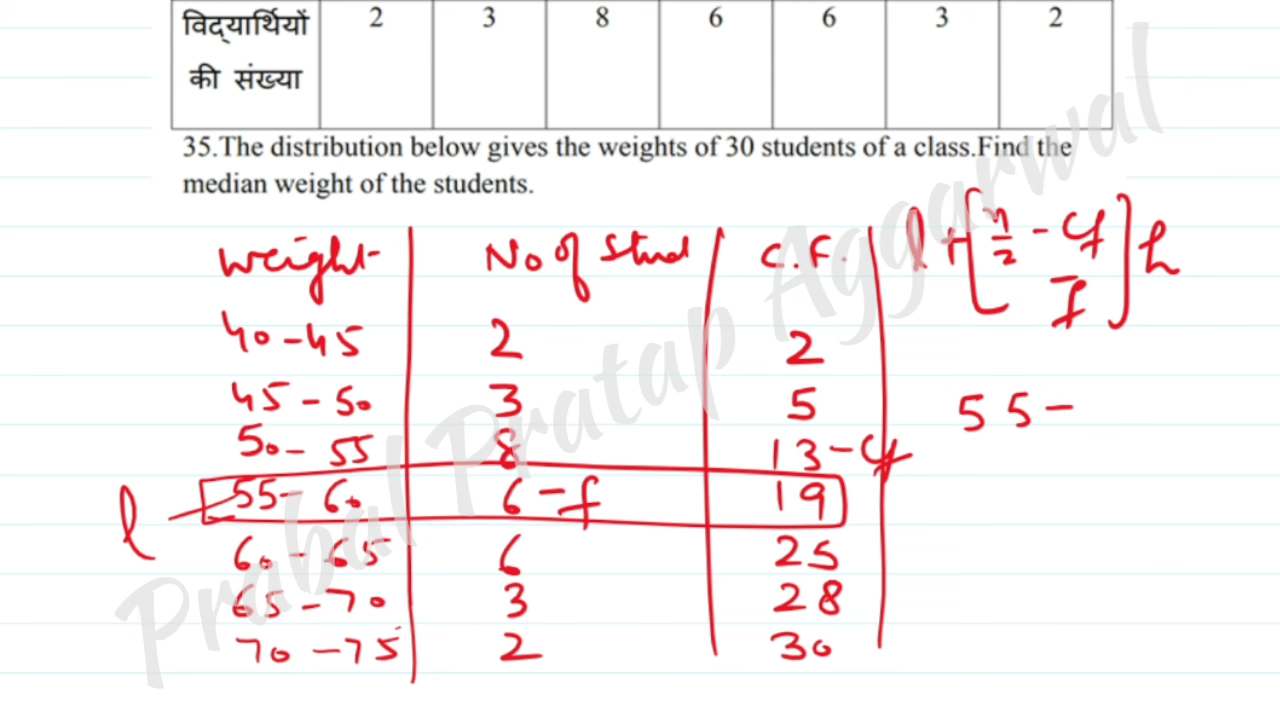 विद्यार्थियों 2 3 8 6 6 3 2
की संख्या
35.The distribution below gives the weights of 30 students of a class.Find the
median weight of the students.
weight No of Stud C.F. l + [n/2 - cf / f] h
40-45 2 2
45-50 3 5 55-
50-55 8 13-cf
l 55-60 6-f 19
60-65 6 25
65-70 3 28
70-75 2 30
Prabal Pratap Aggarwal